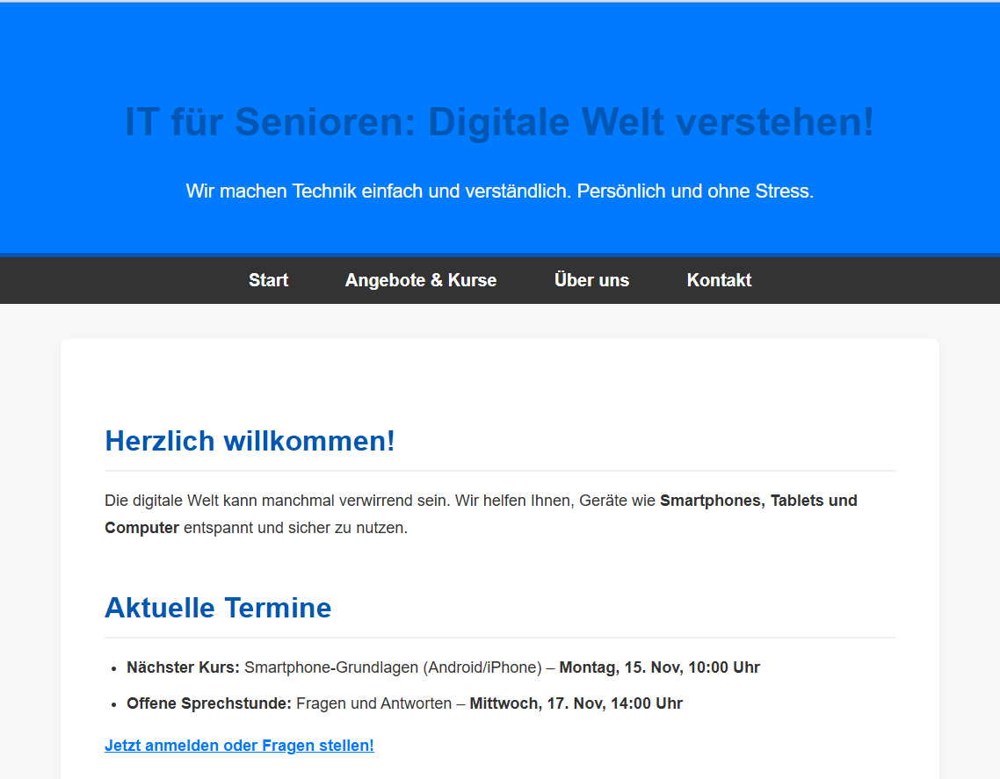 IT für Senioren: Digitale Welt verstehen!
Wir machen Technik einfach und verständlich. Persönlich und ohne Stress.
Start Angebote & Kurse Über uns Kontakt
Herzlich willkommen!
Die digitale Welt kann manchmal verwirrend sein. Wir helfen Ihnen, Geräte wie Smartphones, Tablets und
Computer entspannt und sicher zu nutzen.
Aktuelle Termine
• Nächster Kurs: Smartphone-Grundlagen (Android/iPhone) – Montag, 15. Nov, 10:00 Uhr
• Offene Sprechstunde: Fragen und Antworten – Mittwoch, 17. Nov, 14:00 Uhr
Jetzt anmelden oder Fragen stellen!